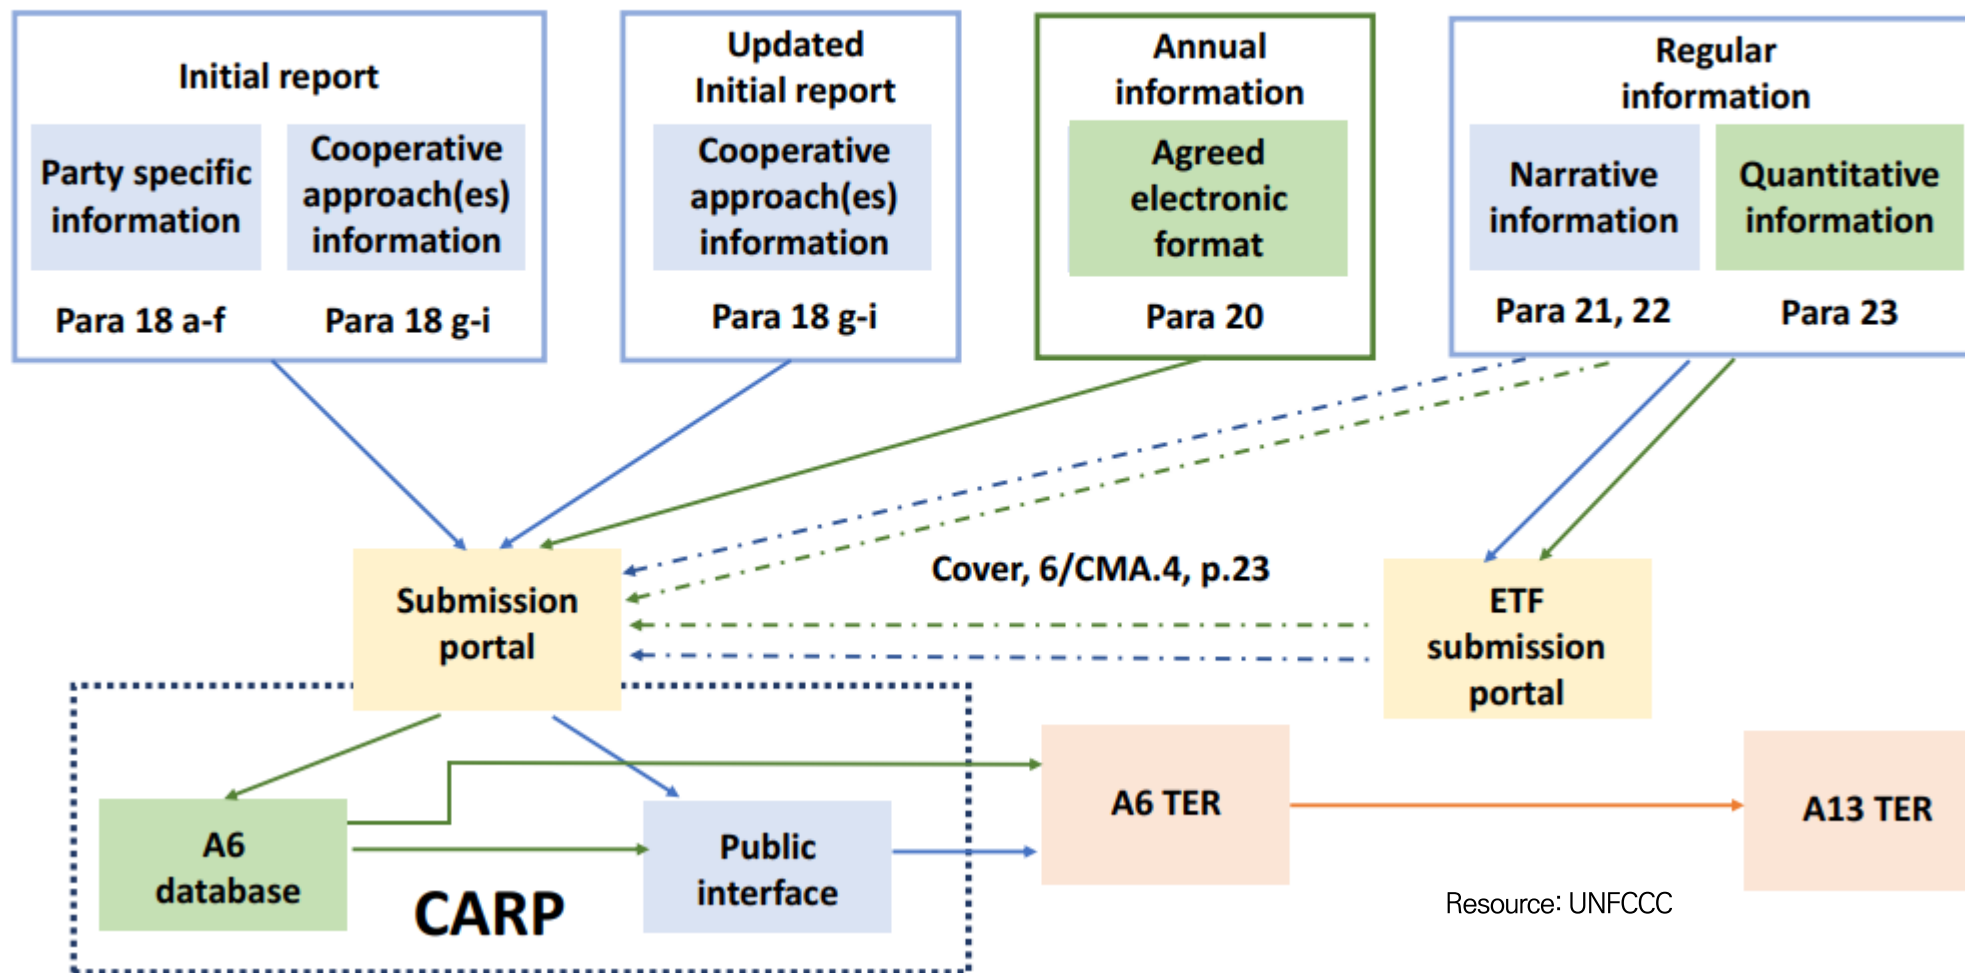 Initial report
Party specific
information
Cooperative
approach(es)
information
Para 18 a-f
Para 18 g-i
Updated
Initial report
Cooperative
approach(es)
information
Para 18 g-i
Annual
information
Agreed
electronic
format
Para 20
Regular
information
Narrative
information
Quantitative
information
Para 21, 22
Para 23
Submission
portal
Cover, 6/CMA.4, p.23
ETF
submission
portal
A6
database
CARP
Public
interface
A6 TER
A13 TER
Resource: UNFCCC